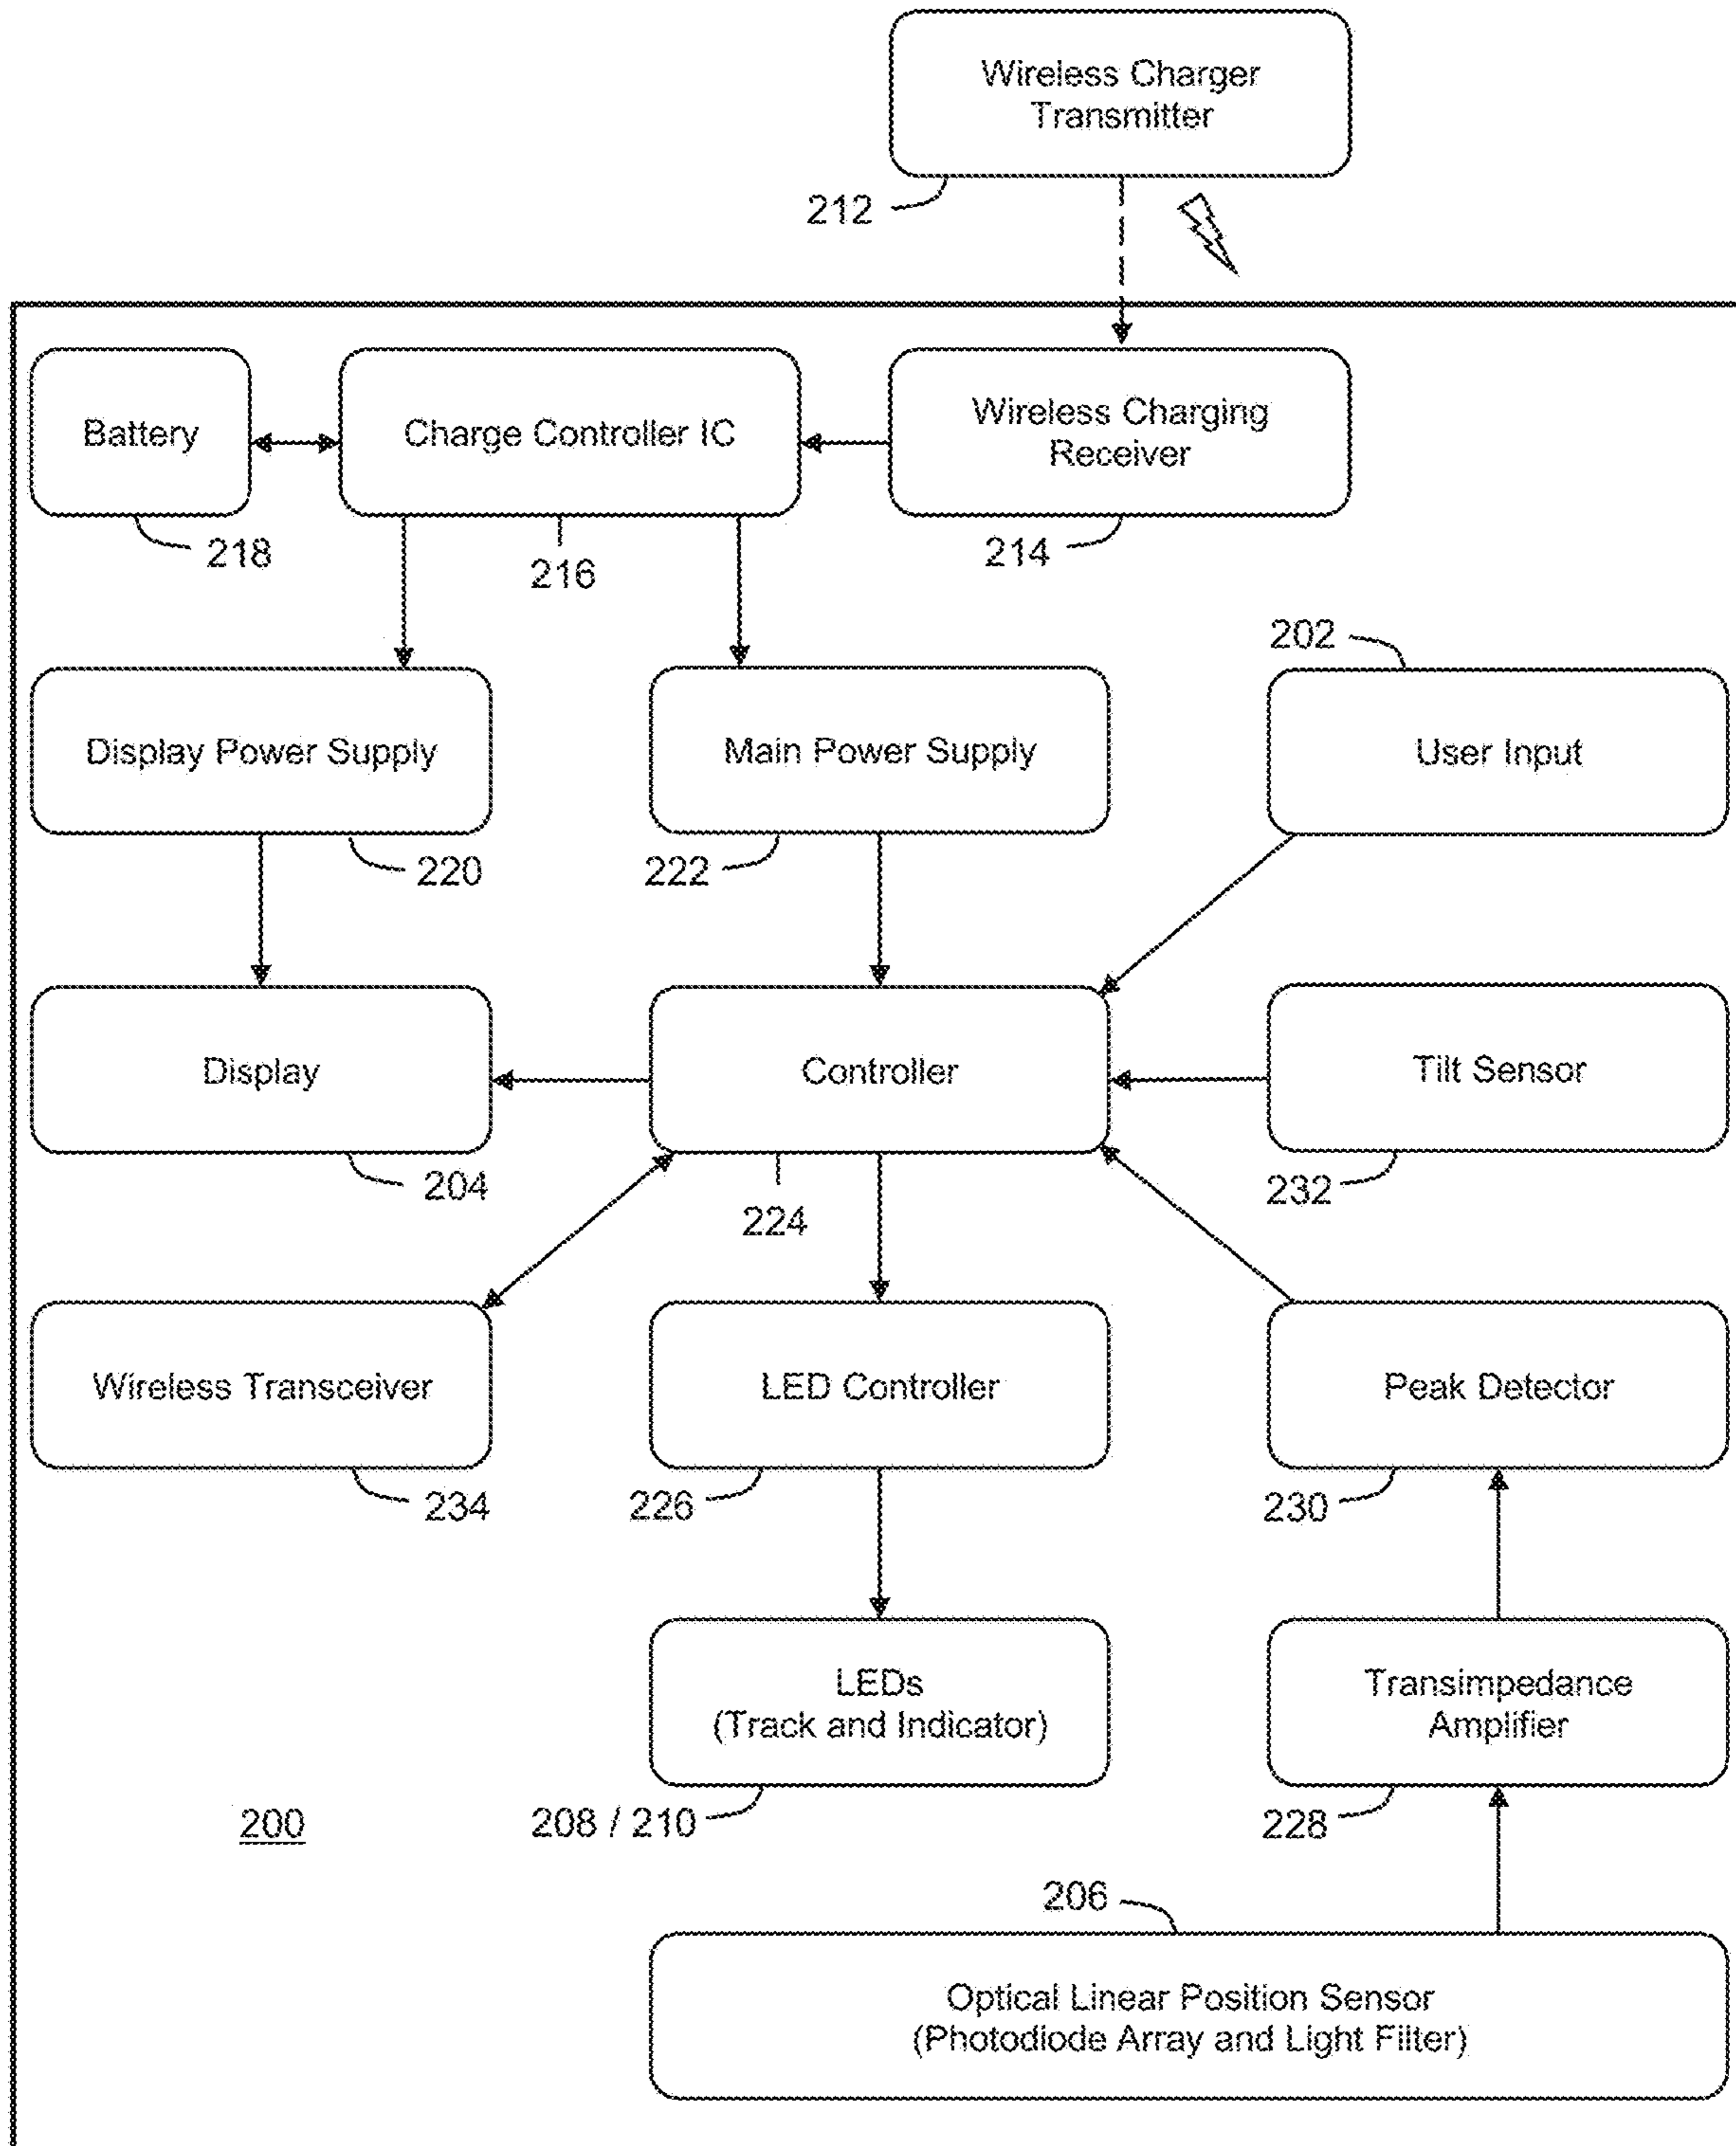 Wireless Charger
Transmitter
212
Battery
Charge Controller IC
Wireless Charging
Receiver
218
216
214
202
Display Power Supply
Main Power Supply
User Input
220
222
Display
Controller
Tilt Sensor
204
224
232
Wireless Transceiver
LED Controller
Peak Detector
234
226
230
LEDs
(Track and Indicator)
Transimpedance
Amplifier
200
208 / 210
228
206
Optical Linear Position Sensor
(Photodiode Array and Light Filter)